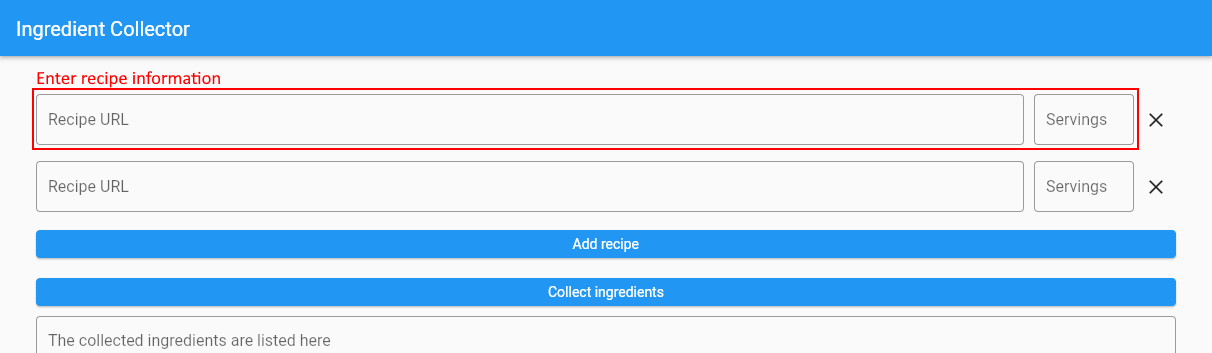 Ingredient Collector
Enter recipe information
Recipe URL
Servings
Recipe URL
Servings
Add recipe
Collect ingredients
The collected ingredients are listed here